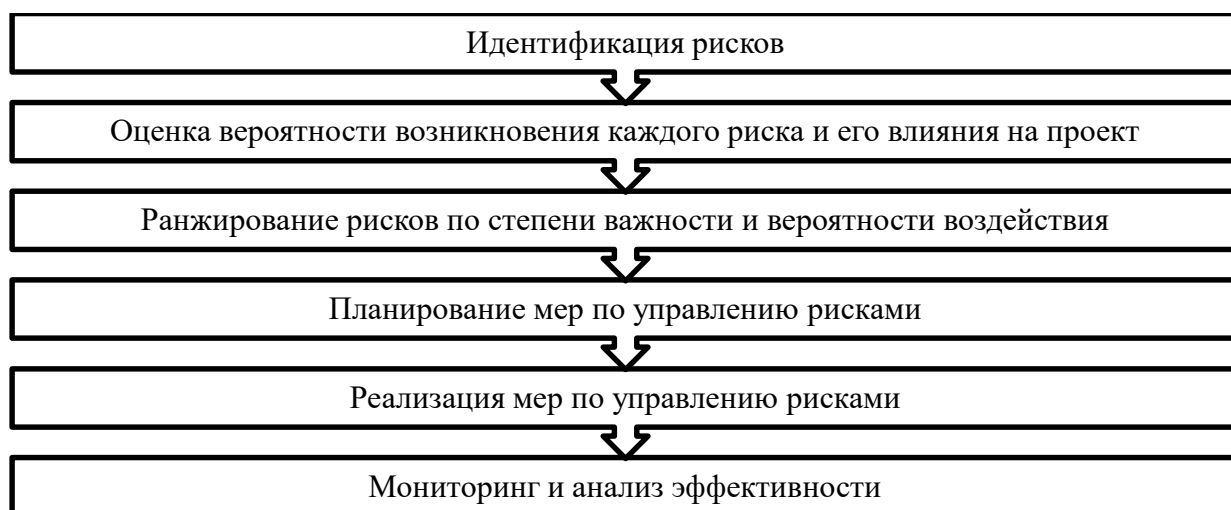 Идентификация рисков
Оценка вероятности возникновения каждого риска и его влияния на проект
Ранжирование рисков по степени важности и вероятности воздействия
Планирование мер по управлению рисками
Реализация мер по управлению рисками
Мониторинг и анализ эффективности